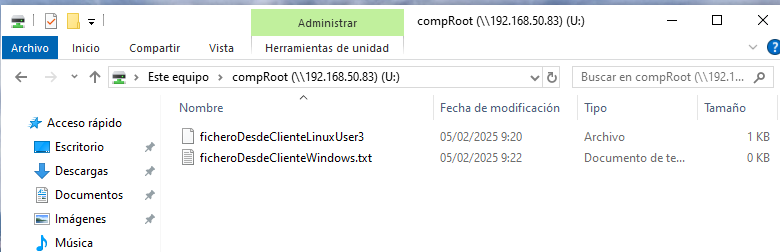 Administrar
compRoot (\\192.168.50.83) (U:)
Archivo
Inicio
Compartir
Vista
Herramientas de unidad
Este equipo > compRoot (\\192.168.50.83) (U:)
Buscar en compRoot (\\192.1...
Nombre
Fecha de modificación
Tipo
Tamaño
Acceso rápido
Escritorio
Descargas
Documentos
Imágenes
Música
ficheroDesdeClienteLinuxUser3 05/02/2025 9:20 Archivo 1 KB
ficheroDesdeClienteWindows.txt 05/02/2025 9:22 Documento de te... 0 KB